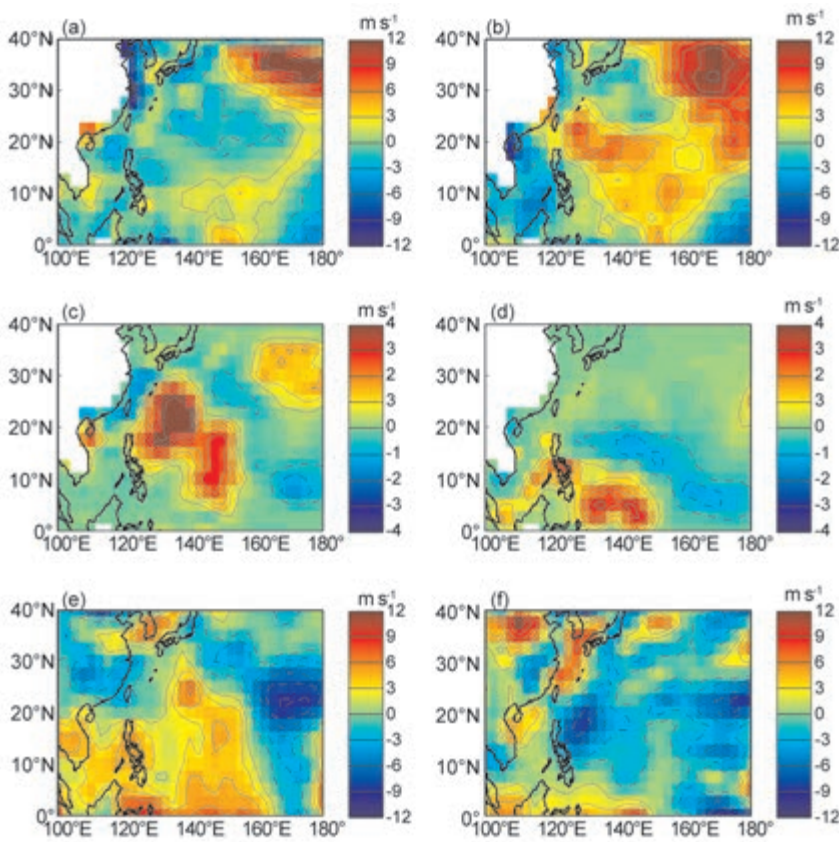 (a) m s⁻¹ (b) m s⁻¹
40°N 12 40°N 12
9 9
30°N 6 30°N 6
3 3
20°N 0 20°N 0
-3 -3
10°N -6 10°N -6
-9 -9
0° -12 0° -12
100°E 120°E 140°E 160°E 180° 100°E 120°E 140°E 160°E 180°
(c) m s⁻¹ (d) m s⁻¹
40°N 4 40°N 4
3 3
30°N 2 30°N 2
1 1
20°N 0 20°N 0
-1 -1
10°N -2 10°N -2
-3 -3
0° -4 0° -4
100°E 120°E 140°E 160°E 180° 100°E 120°E 140°E 160°E 180°
(e) m s⁻¹ (f) m s⁻¹
40°N 12 40°N 12
9 9
30°N 6 30°N 6
3 3
20°N 0 20°N 0
-3 -3
10°N -6 10°N -6
-9 -9
0° -12 0° -12
100°E 120°E 140°E 160°E 180° 100°E 120°E 140°E 160°E 180°